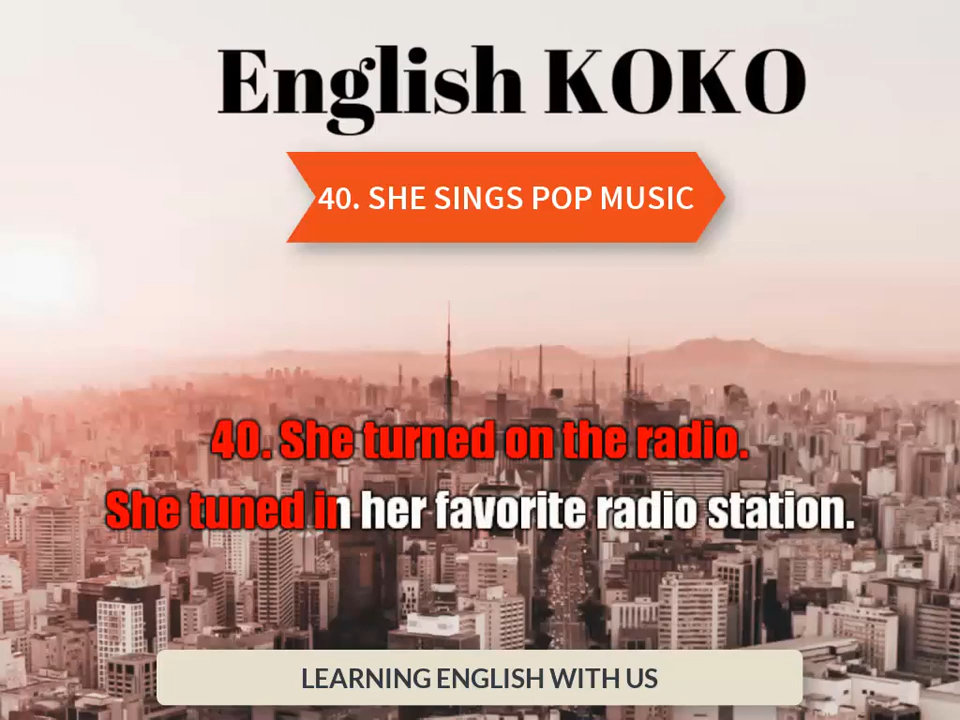 English KOKO
40. SHE SINGS POP MUSIC
40. She turned on the radio.
She tuned in her favorite radio station.
LEARNING ENGLISH WITH US